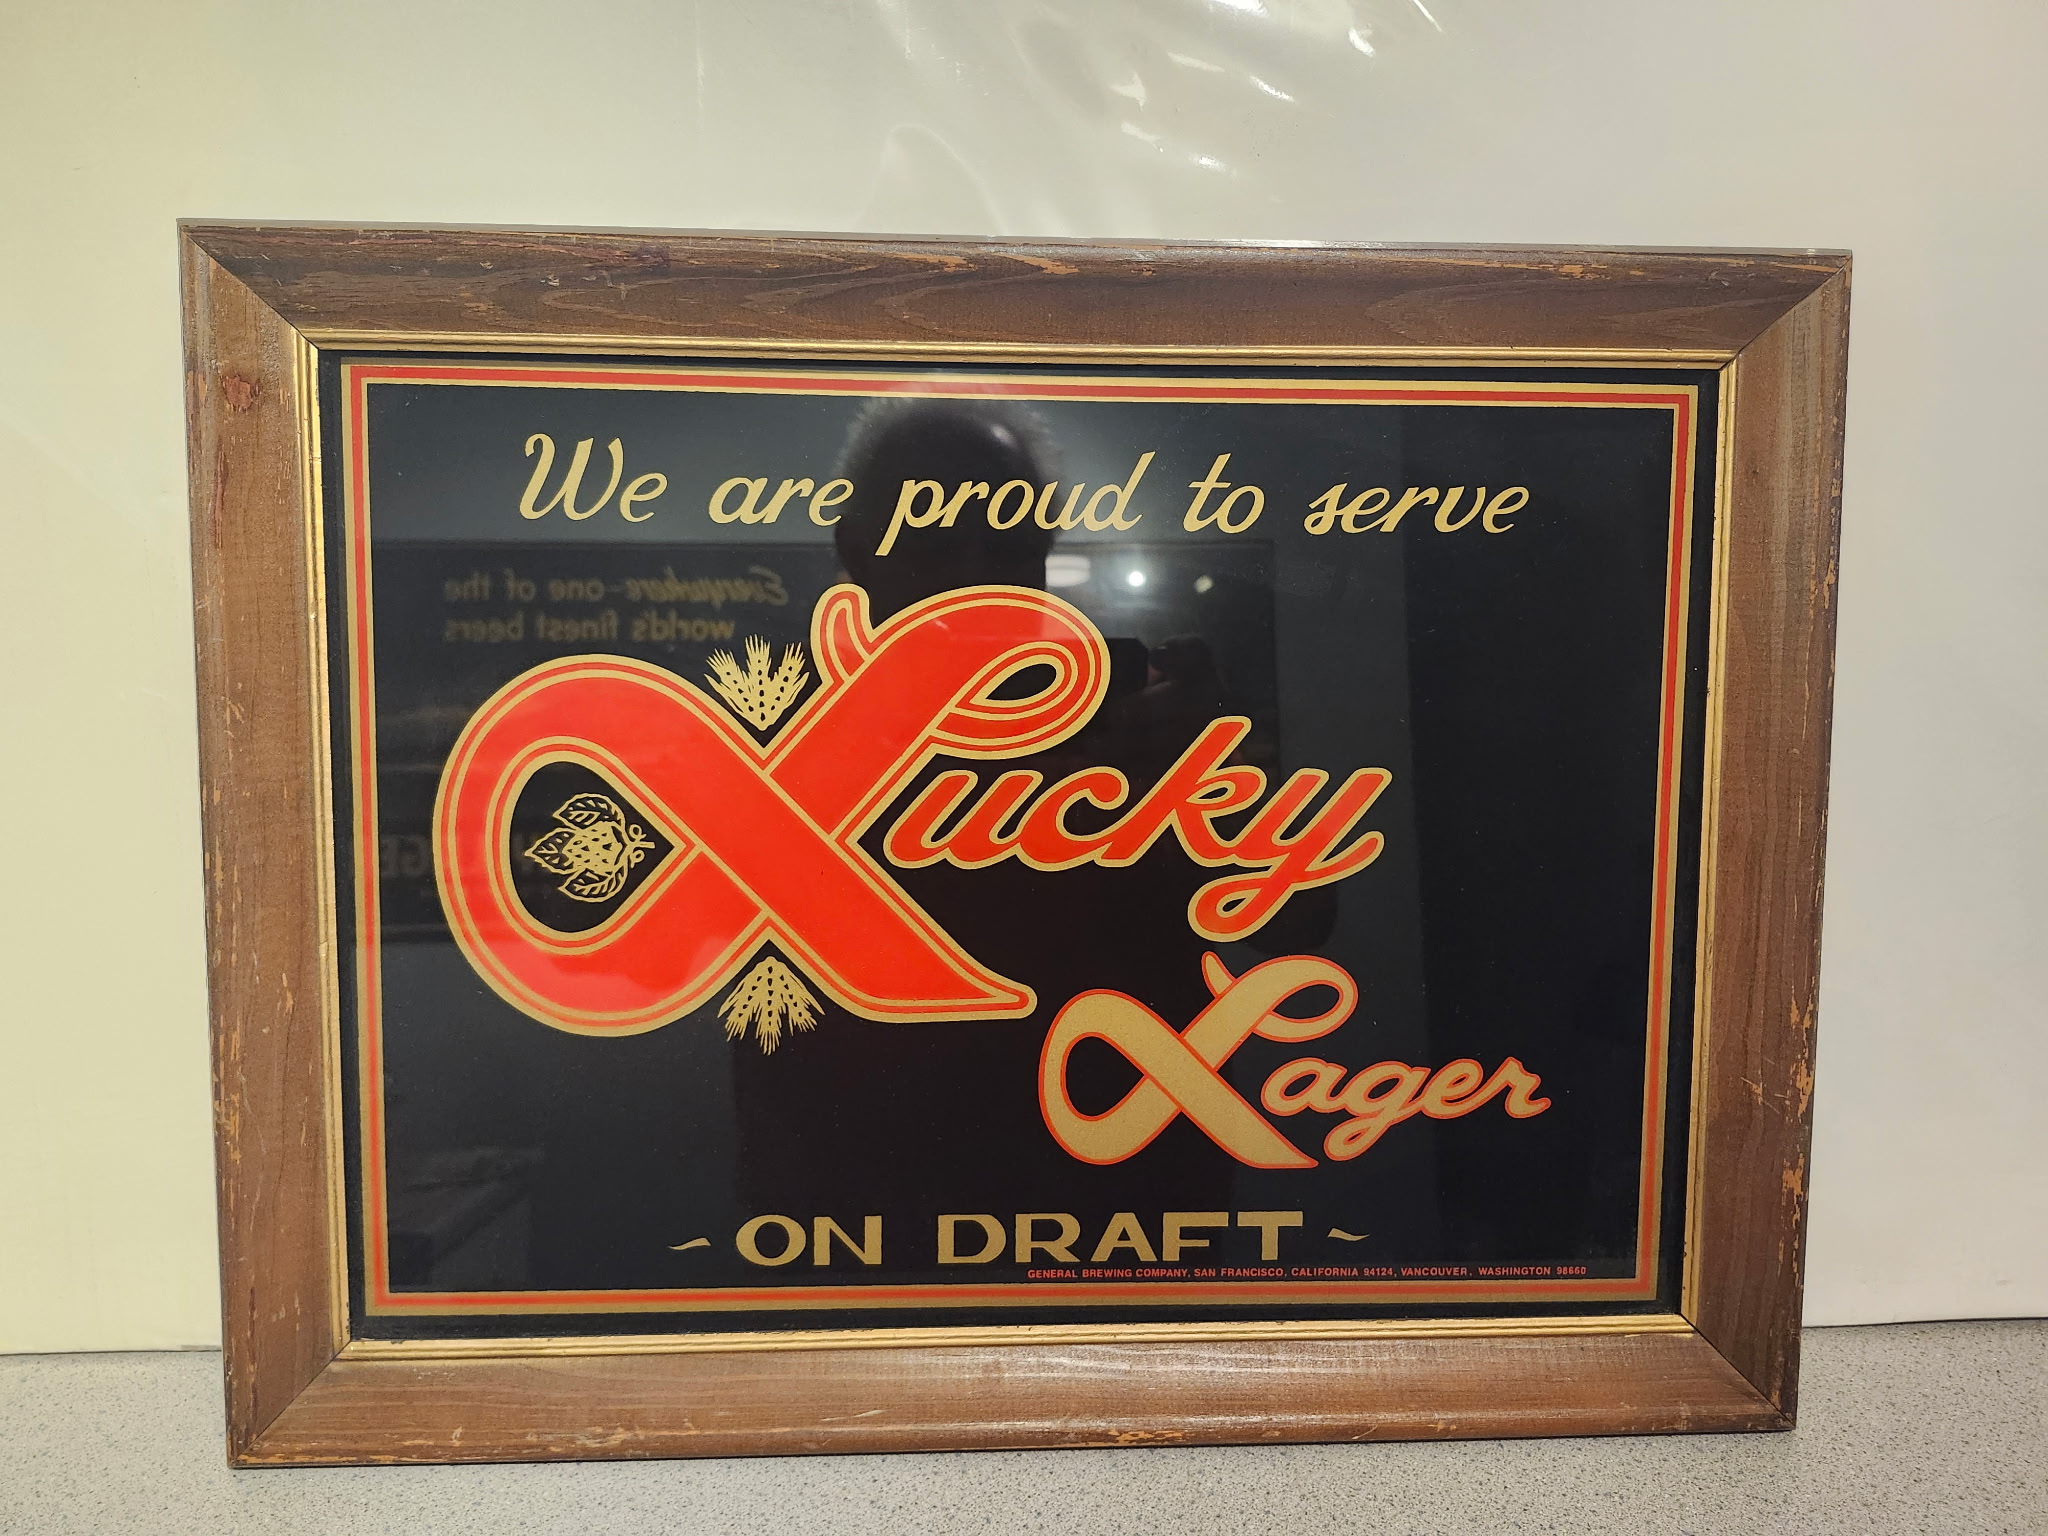 We are proud to serve
Everywhere-one of the
world's finest beers
Lucky
Lager
~ON DRAFT~
GENERAL BREWING COMPANY, SAN FRANCISCO, CALIFORNIA 94124, VANCOUVER, WASHINGTON 98660